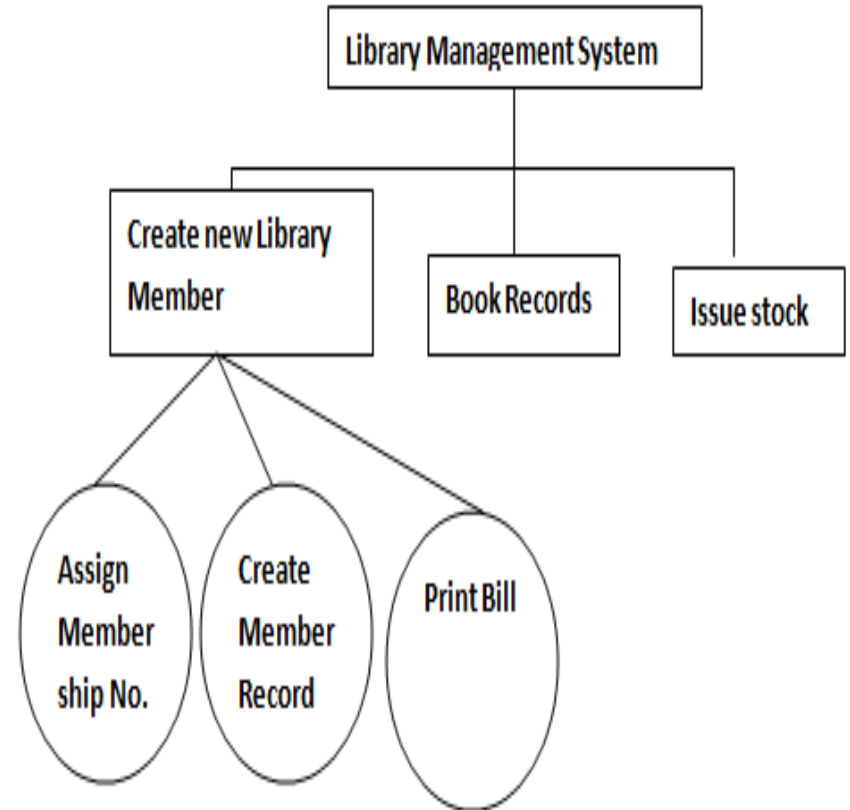 Library Management System
Create new Library
Member
Book Records
Issue stock
Assign
Member
ship No.
Create
Member
Record
Print Bill